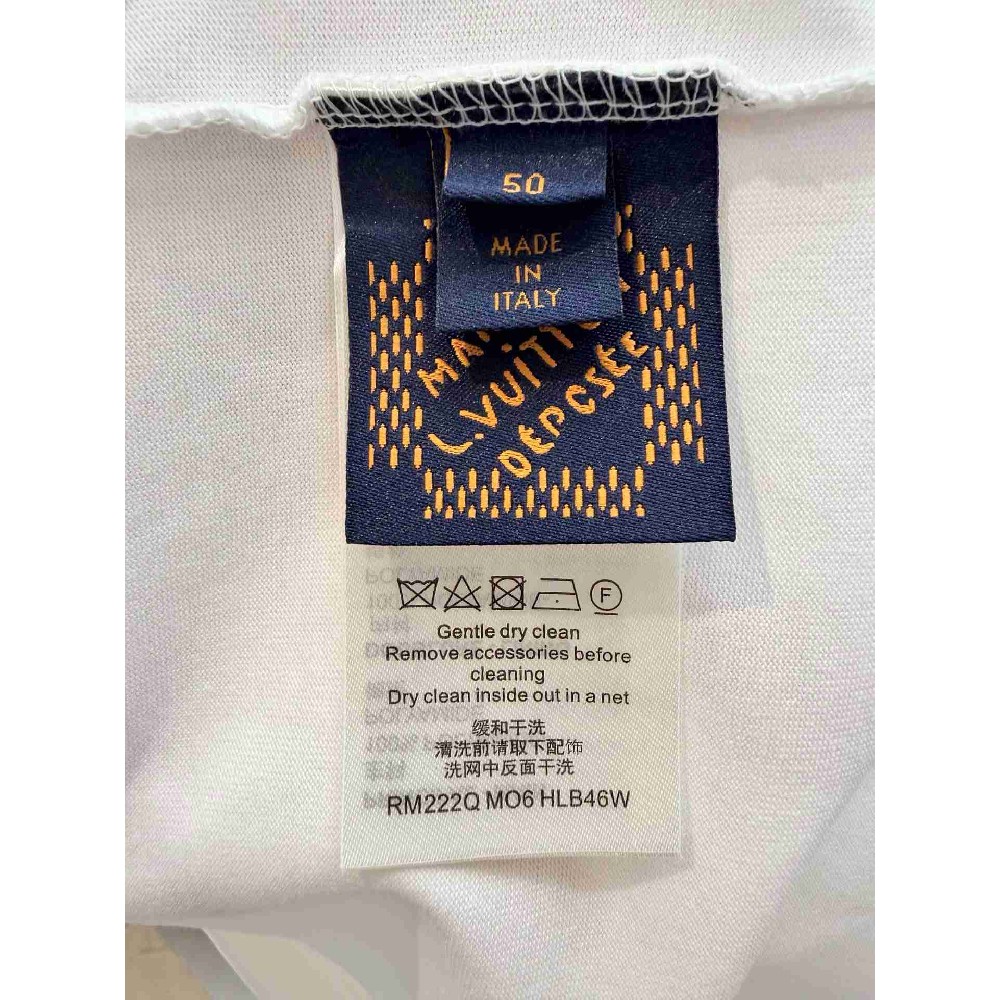 50
MADE
IN
ITALY
L.VUITTO
DÉPCSÉE
Gentle dry clean
Remove accessories before
cleaning
Dry clean inside out in a net
缓和干洗
清洗前请取下配饰
洗网中反面干洗
RM222Q MO6 HLB46W
F